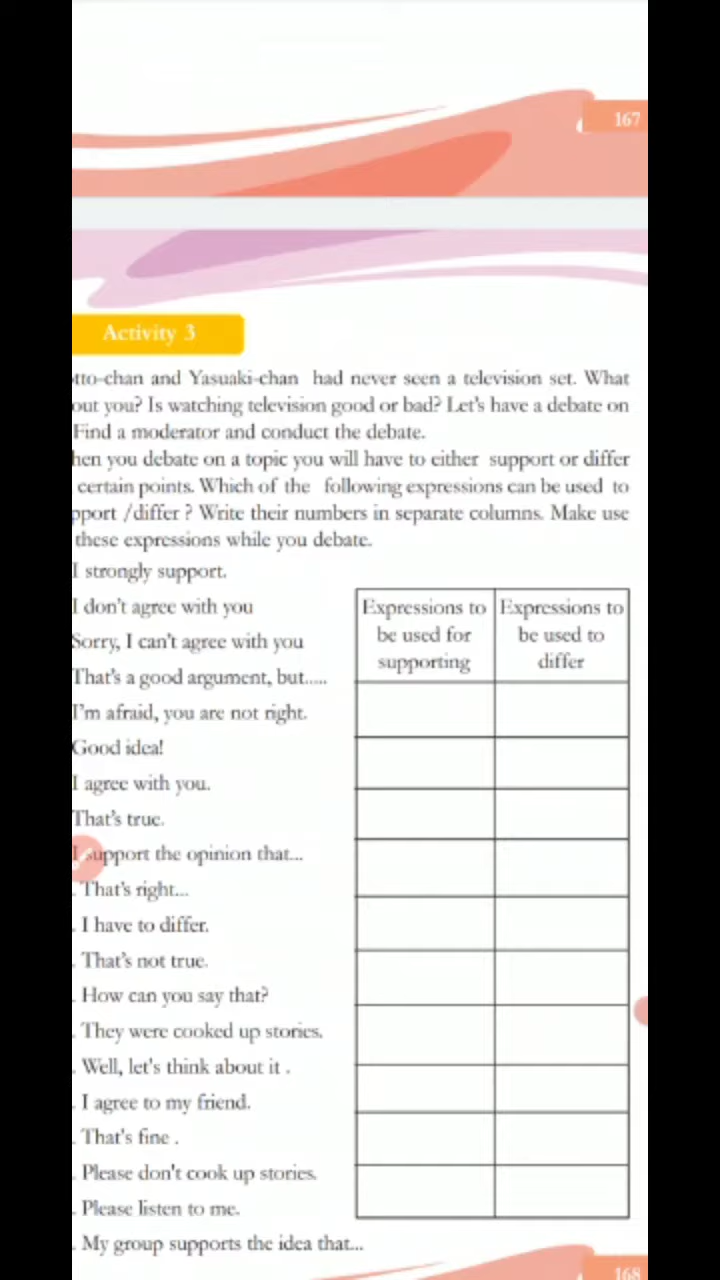 167
Activity 3
tto-chan and Yasuaki-chan had never seen a television set. What
out you? Is watching television good or bad? Let's have a debate on
Find a moderator and conduct the debate.
hen you debate on a topic you will have to either support or differ
certain points. Which of the following expressions can be used to
pport /differ ? Write their numbers in separate columns. Make use
these expressions while you debate.
I strongly support.
I don't agree with you
Sorry, I can't agree with you
That's a good argument, but.....
I'm afraid, you are not right.
Good idea!
I agree with you.
That's true.
I support the opinion that...
. That's right...
. I have to differ.
. That's not true.
. How can you say that?
. They were cooked up stories.
. Well, let's think about it .
. I agree to my friend.
. That's fine .
. Please don't cook up stories.
. Please listen to me.
. My group supports the idea that...
Expressions to
be used for
supporting
Expressions to
be used to
differ
168